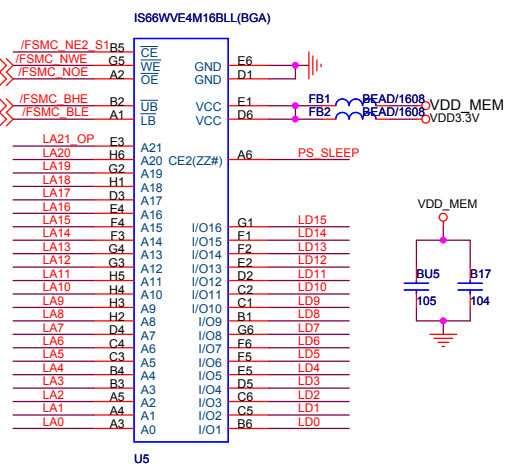 IS66WVE4M16BLL(BGA)
/FSMC_NE2_S1 B5 CE
/FSMC_NWE G5 WE GND E6
/FSMC_NOE A2 OE GND D1
/FSMC_BHE B2 UB VCC E1 FB1 BEAD/1608 VDD_MEM
/FSMC_BLE A1 LB VCC D6 FB2 BEAD/1608 VDD3.3V
LA21_OP E3 A21
LA20 H6 A20 CE2(ZZ#) A6 PS_SLEEP
LA19 G2 A19
LA18 H1 A18
LA17 D3 A17
LA16 E4 A16
LA15 F4 A15 I/O16 G1 LD15
LA14 F3 A14 I/O15 F1 LD14
LA13 G4 A13 I/O14 F2 LD13
LA12 G3 A12 I/O13 E2 LD12
LA11 H5 A11 I/O12 D2 LD11
LA10 H4 A10 I/O11 C2 LD10
LA9 H3 A9 I/O10 C1 LD9
LA8 H2 A8 I/O9 B1 LD8
LA7 D4 A7 I/O8 G6 LD7
LA6 C4 A6 I/O7 F6 LD6
LA5 C3 A5 I/O6 F5 LD5
LA4 B4 A4 I/O5 E5 LD4
LA3 B3 A3 I/O4 D5 LD3
LA2 A5 A2 I/O3 C6 LD2
LA1 A4 A1 I/O2 C5 LD1
LA0 A3 A0 I/O1 B6 LD0
U5
VDD_MEM
BU5 B17
105 104